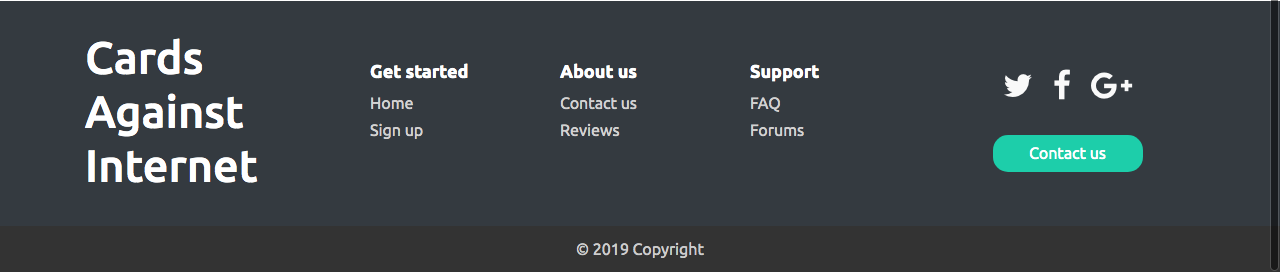 Cards
Against
Internet
Get started
Home
Sign up
About us
Contact us
Reviews
Support
FAQ
Forums
Contact us
© 2019 Copyright